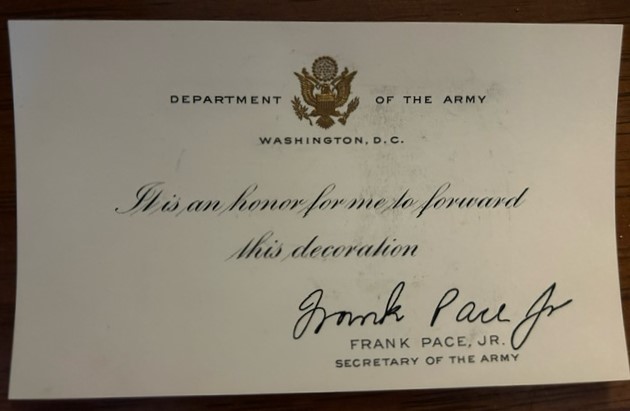 DEPARTMENT OF THE ARMY
WASHINGTON, D.C.
It is an honor for me to forward
this decoration
Frank Pace Jr
FRANK PACE, JR.
SECRETARY OF THE ARMY